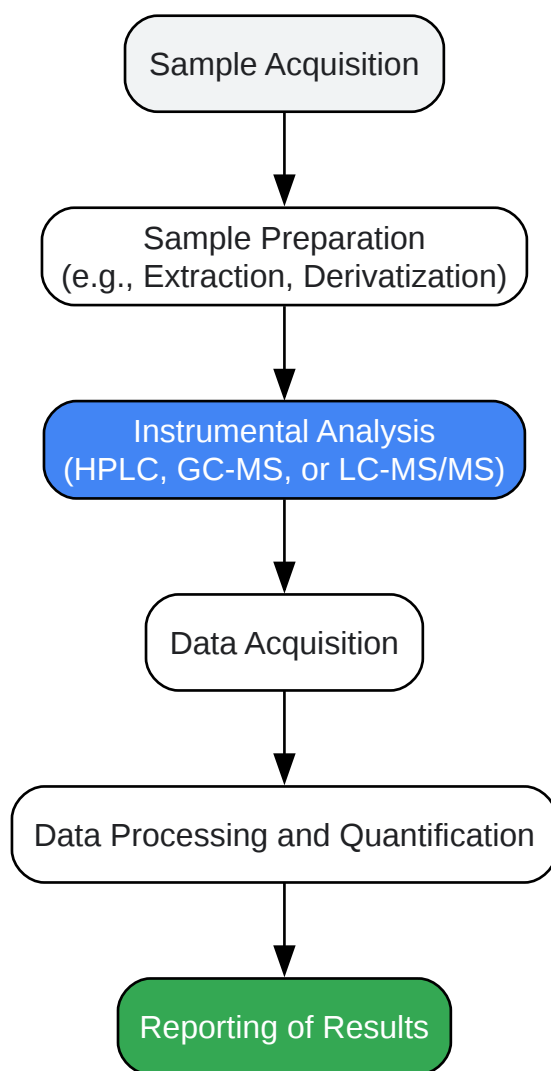 Sample Acquisition
Sample Preparation
(e.g., Extraction, Derivatization)
Instrumental Analysis
(HPLC, GC-MS, or LC-MS/MS)
Data Acquisition
Data Processing and Quantification
Reporting of Results